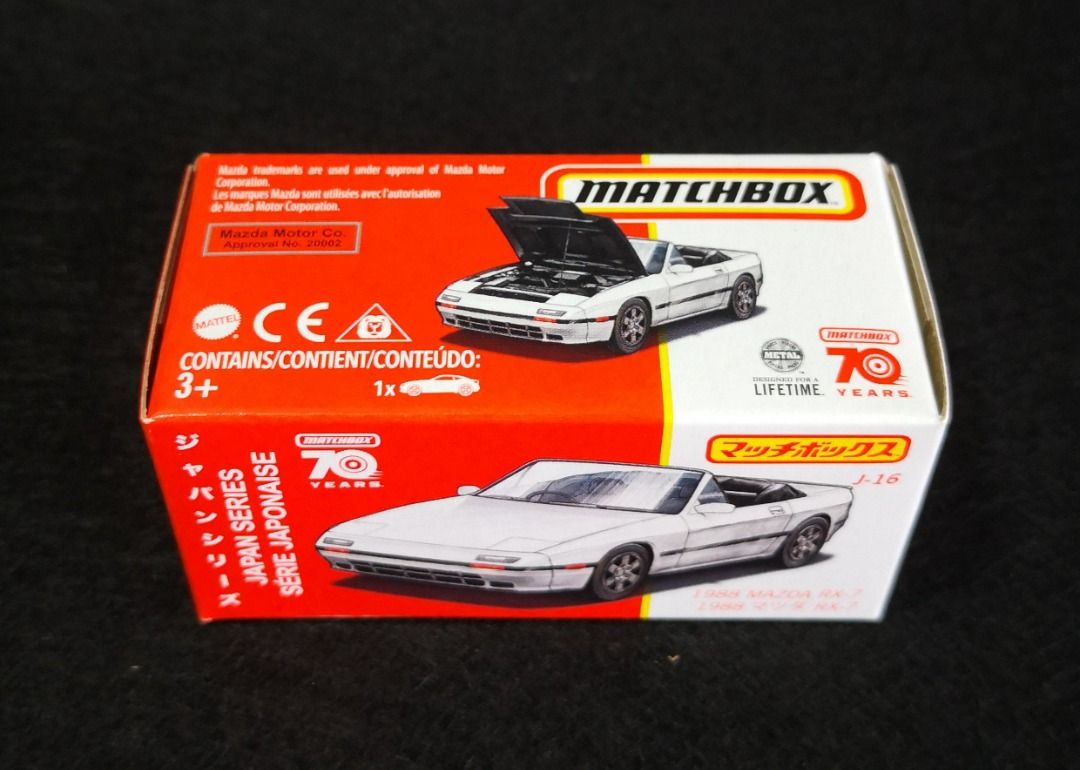 Mazda trademarks are used under approval of Mazda Motor
Corporation.
Les marques Mazda sont utilisées avec l'autorisation
de Mazda Motor Corporation.
Mazda Motor Co.
Approval No. 20002
MATCHBOX
MATTEL
CE
CONTAINS/CONTIENT/CONTEÚDO:
3+
1x
METAL
DESIGNED FOR A
LIFETIME
MATCHBOX
70
YEARS
ジャパンシリーズ
JAPAN SERIES
SÉRIE JAPONAISE
MATCHBOX
70
YEARS
マッチボックス
J-16
1988 MAZDA RX-7
1988 マツダ RX-7